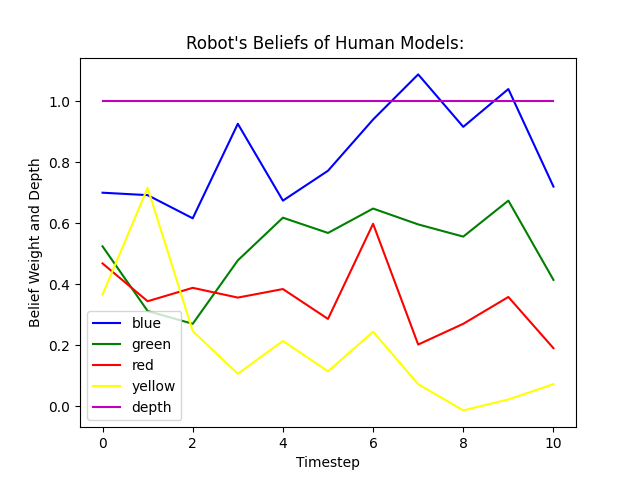 Robot's Beliefs of Human Models:
Belief Weight and Depth
1.0
0.8
0.6
0.4
0.2
0.0
blue
green
red
yellow
depth
0 2 4 6 8 10
Timestep